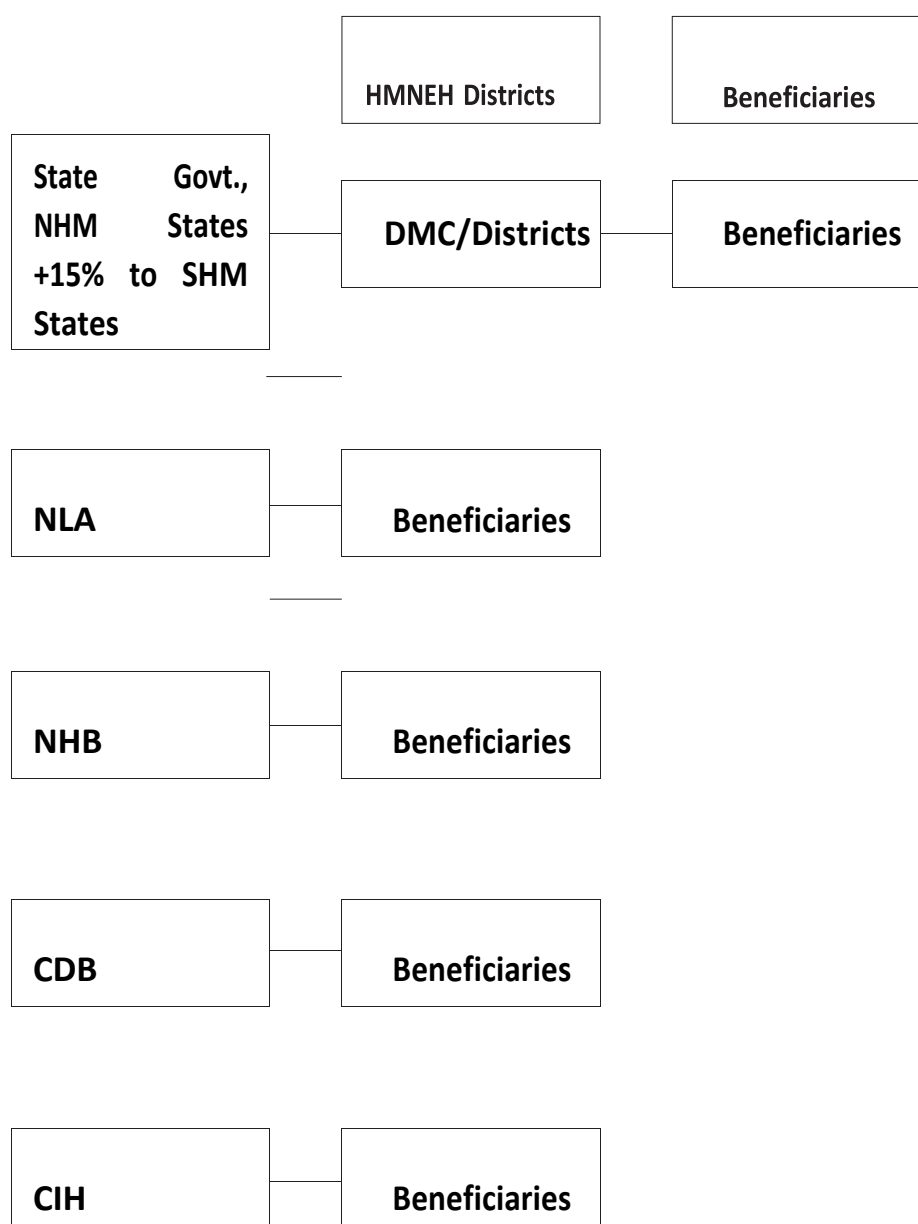 HMNEH Districts
Beneficiaries
State Govt.,
NHM States
+15% to SHM
States
DMC/Districts
Beneficiaries
NLA
Beneficiaries
NHB
Beneficiaries
CDB
Beneficiaries
CIH
Beneficiaries